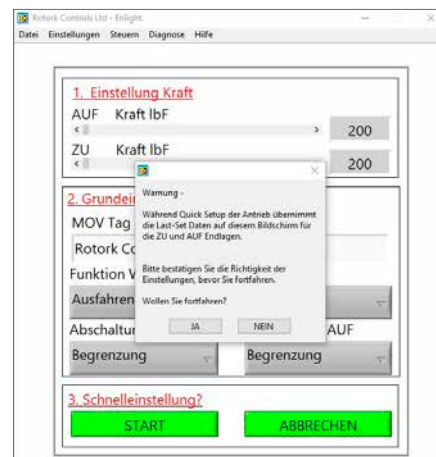 Rotork Controls Ltd - Enlight.
Datei Einstellungen Steuern Diagnose Hilfe
1. Einstellung Kraft
AUF Kraft lbF
200
ZU Kraft lbF
200
2. Grundei
MOV Tag
Rotork Co
Funktion V
Ausfahren
Abschaltur
AUF
Begrenzung
Begrenzung
Warnung -
Während Quick Setup der Antrieb übernimmt
die Last-Set Daten auf diesem Bildschirm für
die ZU und AUF Endlagen.
Bitte bestätigen Sie die Richtigkeit der
Einstellungen, bevor Sie fortfahren.
Wollen Sie fortfahren?
JA NEIN
3. Schnelleinstellung?
START ABBRECHEN